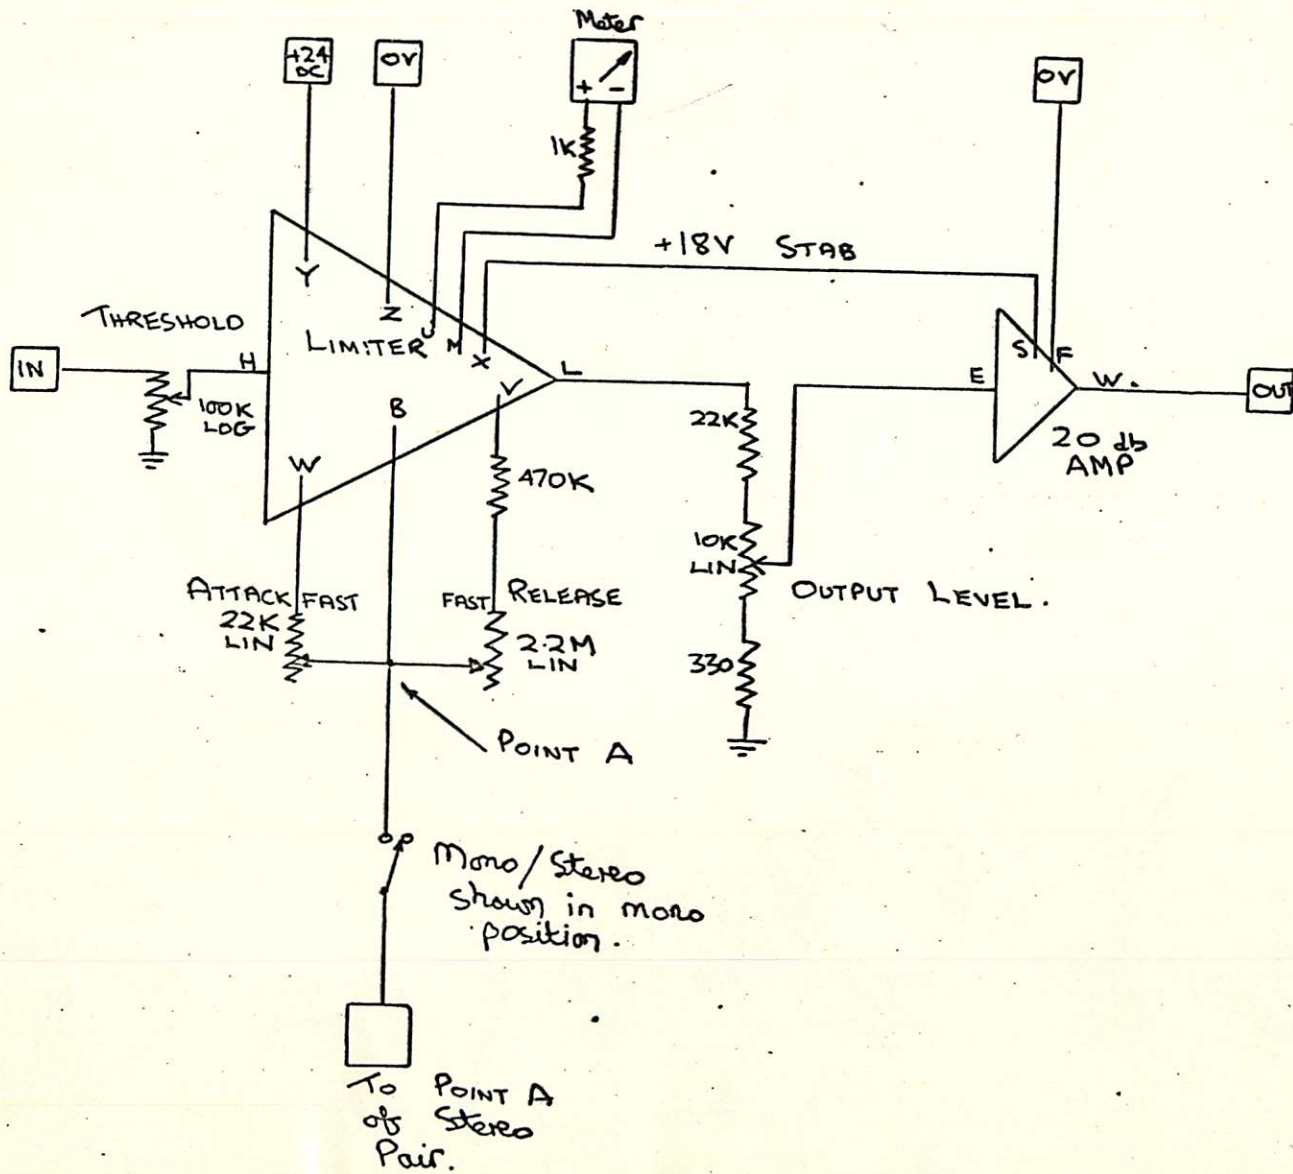 Meter
+24
DC
OV
+ -
OV
1K
+18V STAB
Y
Z
THRESHOLD
LIMITER
U
M
X
S
F
IN
H
L
E
W.
OUT
100K
LOG
B
V
22K
20 db
AMP
W
470K
10K
LIN
ATTACK FAST
FAST RELEASE
OUTPUT LEVEL.
22K
LIN
2.2M
LIN
330
POINT A
Mono/Stereo
shown in mono
position.
To POINT A
of Stereo
Pair.